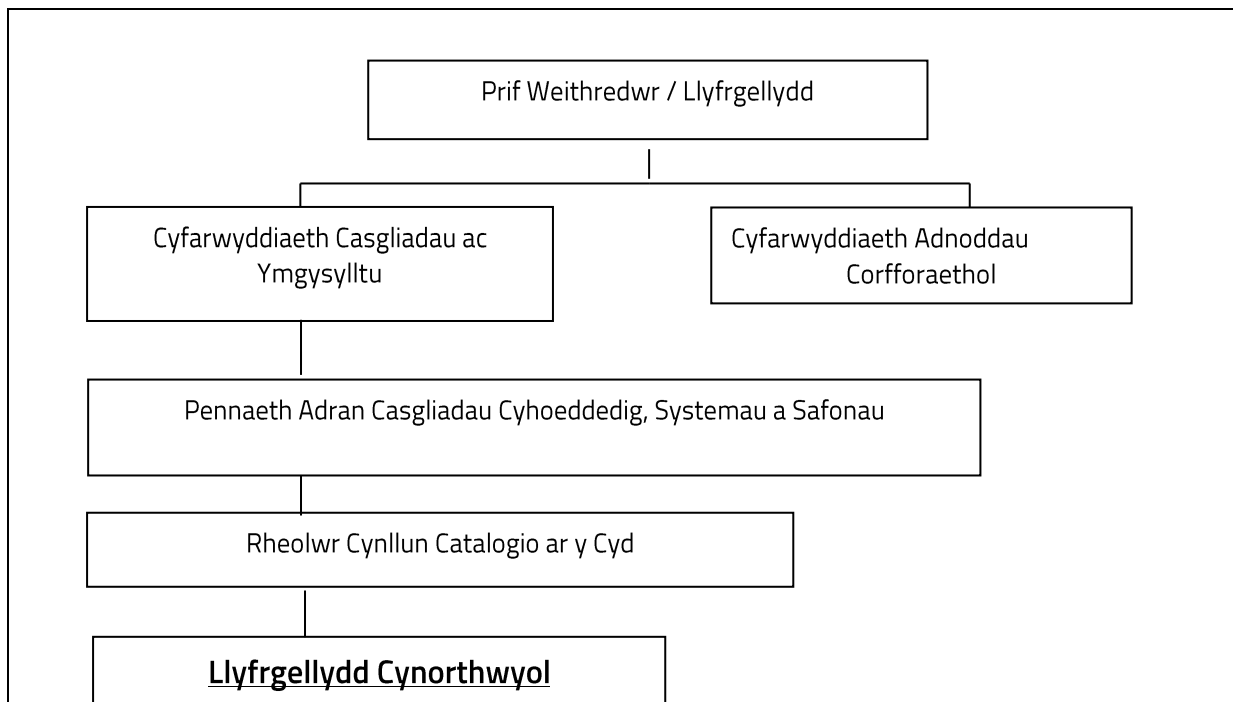 Prif Weithredwr / Llyfrgellydd
Cyfarwyddiaeth Casgliadau ac
Ymgysylltu
Cyfarwyddiaeth Adnoddau
Corfforaethol
Pennaeth Adran Casgliadau Cyhoeddedig, Systemau a Safonau
Rheolwr Cynllun Catalogio ar y Cyd
Llyfrgellydd Cynorthwyol